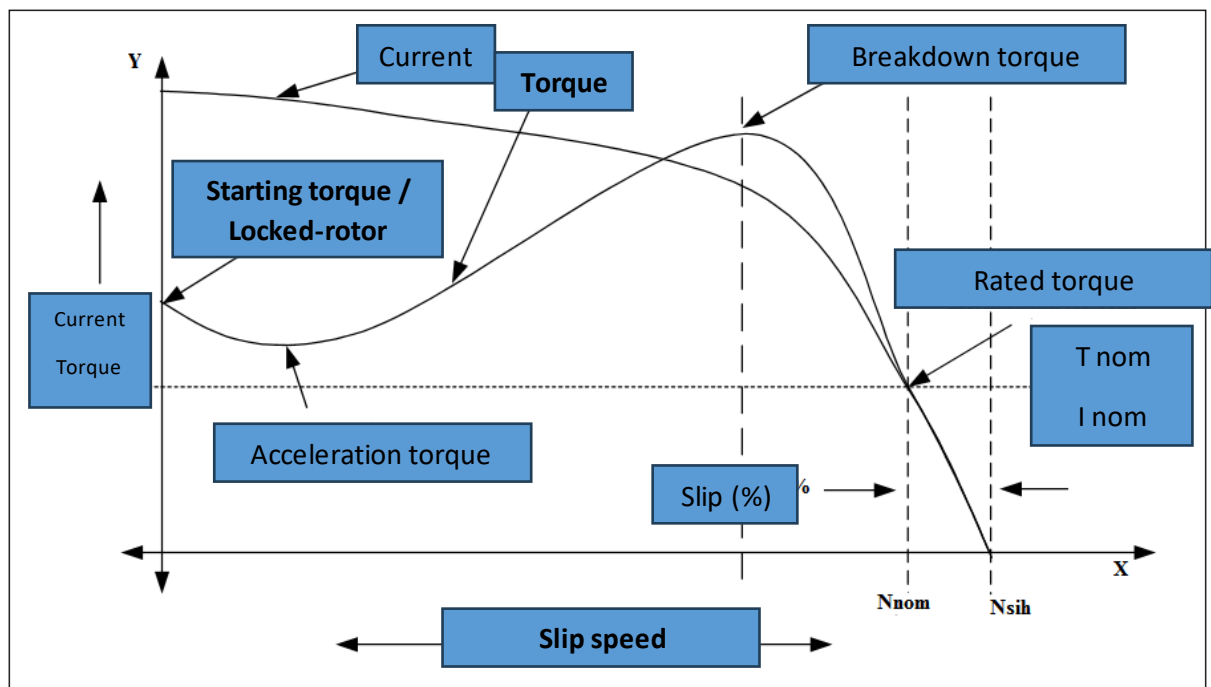 Y
Current
Torque
Breakdown torque
Starting torque /
Locked-rotor
Rated torque
Current
Torque
T nom
I nom
Acceleration torque
Slip (%)
%
X
Nnom
Nsih
Slip speed